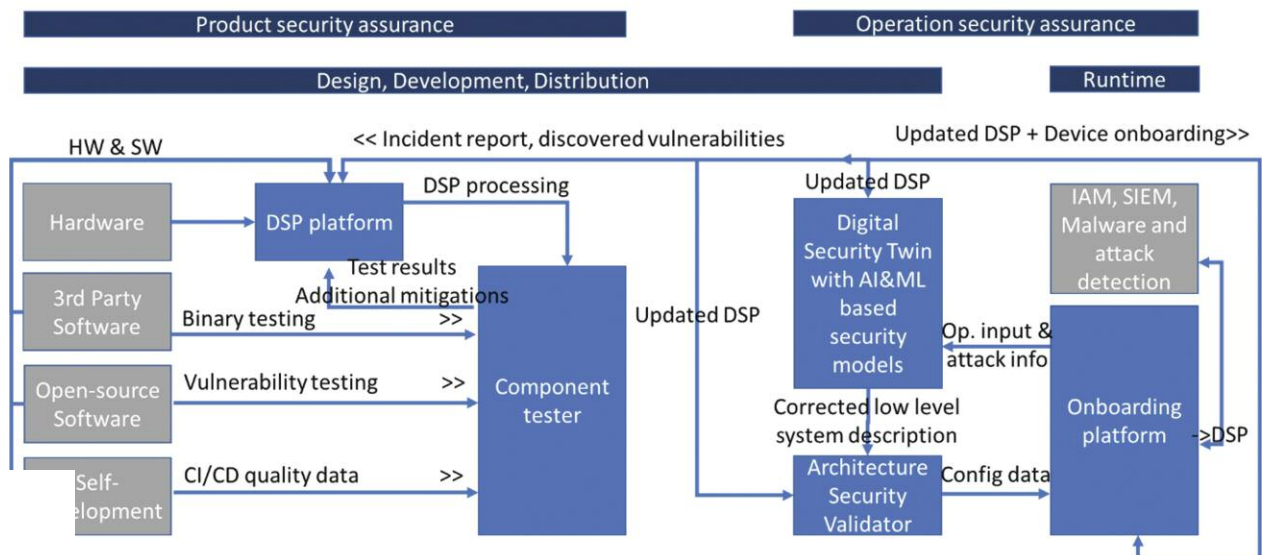 Product security assurance
Operation security assurance
Design, Development, Distribution
Runtime
HW & SW
<< Incident report, discovered vulnerabilities
Updated DSP + Device onboarding>>
Hardware
DSP platform
DSP processing
Updated DSP
Digital
Security Twin
with AI&ML
based
security
models
IAM, SIEM,
Malware and
attack
detection
Test results
Additional mitigations
3rd Party
Software
Binary testing >>
Updated DSP
Op. input &
attack info
Open-source
Software
Vulnerability testing >>
Component
tester
Corrected low level
system description
Onboarding
platform
->DSP
Self-
elopment
CI/CD quality data >>
Architecture
Security
Validator
Config data